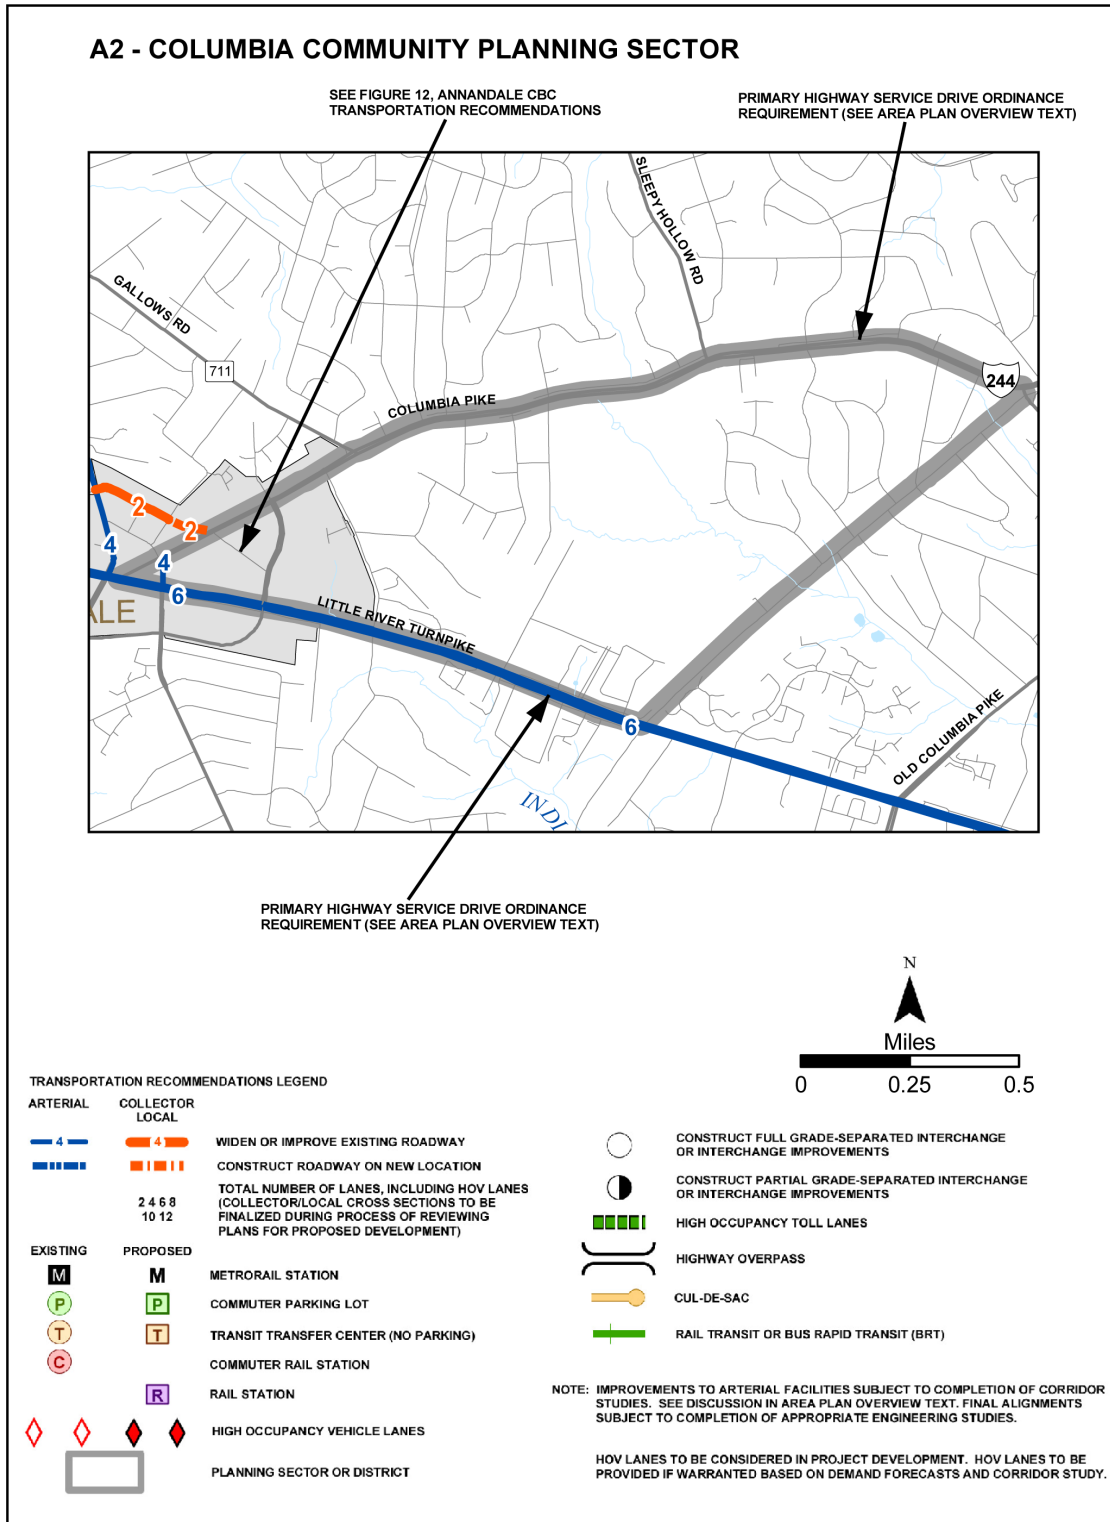 A2 - COLUMBIA COMMUNITY PLANNING SECTOR
SEE FIGURE 12, ANNANDALE CBC
TRANSPORTATION RECOMMENDATIONS
PRIMARY HIGHWAY SERVICE DRIVE ORDINANCE
REQUIREMENT (SEE AREA PLAN OVERVIEW TEXT)
SLEEPY HOLLOW RD
GALLOWS RD
711
COLUMBIA PIKE
244
2
2
4
4
6
ALE
LITTLE RIVER TURNPIKE
6
OLD COLUMBIA PIKE
INDI
PRIMARY HIGHWAY SERVICE DRIVE ORDINANCE
REQUIREMENT (SEE AREA PLAN OVERVIEW TEXT)
N
Miles
0 0.25 0.5
TRANSPORTATION RECOMMENDATIONS LEGEND
ARTERIAL COLLECTOR
LOCAL
4 4 WIDEN OR IMPROVE EXISTING ROADWAY
CONSTRUCT ROADWAY ON NEW LOCATION
2 4 6 8
10 12
TOTAL NUMBER OF LANES, INCLUDING HOV LANES
(COLLECTOR/LOCAL CROSS SECTIONS TO BE
FINALIZED DURING PROCESS OF REVIEWING
PLANS FOR PROPOSED DEVELOPMENT)
EXISTING PROPOSED
M M METRORAIL STATION
P P COMMUTER PARKING LOT
T T TRANSIT TRANSFER CENTER (NO PARKING)
C COMMUTER RAIL STATION
R RAIL STATION
HIGH OCCUPANCY VEHICLE LANES
PLANNING SECTOR OR DISTRICT
CONSTRUCT FULL GRADE-SEPARATED INTERCHANGE
OR INTERCHANGE IMPROVEMENTS
CONSTRUCT PARTIAL GRADE-SEPARATED INTERCHANGE
OR INTERCHANGE IMPROVEMENTS
HIGH OCCUPANCY TOLL LANES
HIGHWAY OVERPASS
CUL-DE-SAC
RAIL TRANSIT OR BUS RAPID TRANSIT (BRT)
NOTE: IMPROVEMENTS TO ARTERIAL FACILITIES SUBJECT TO COMPLETION OF CORRIDOR
STUDIES. SEE DISCUSSION IN AREA PLAN OVERVIEW TEXT. FINAL ALIGNMENTS
SUBJECT TO COMPLETION OF APPROPRIATE ENGINEERING STUDIES.
HOV LANES TO BE CONSIDERED IN PROJECT DEVELOPMENT. HOV LANES TO BE
PROVIDED IF WARRANTED BASED ON DEMAND FORECASTS AND CORRIDOR STUDY.